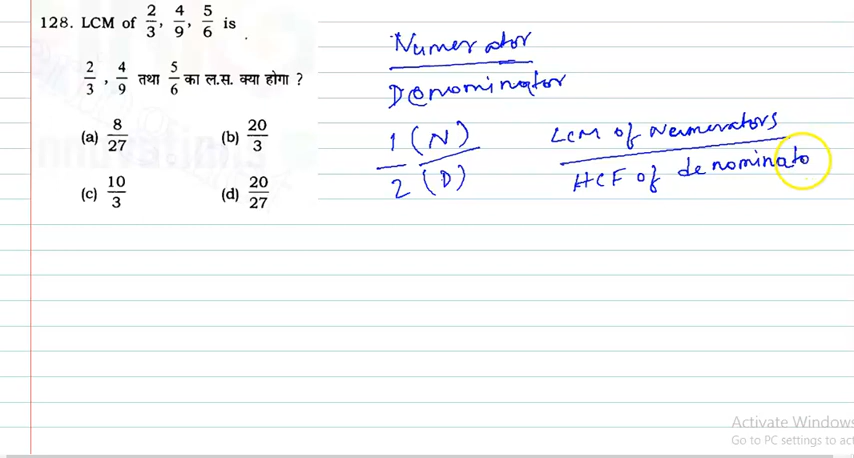 128. LCM of 2/3, 4/9, 5/6 is
2/3, 4/9 तथा 5/6 का ल.स. क्या होगा ?
(a) 8/27 (b) 20/3
(c) 10/3 (d) 20/27
Numerator
Denominator
1 (N)
2 (D)
LCM of Numerators
HCF of denominato
Activate Windows
Go to PC settings to act